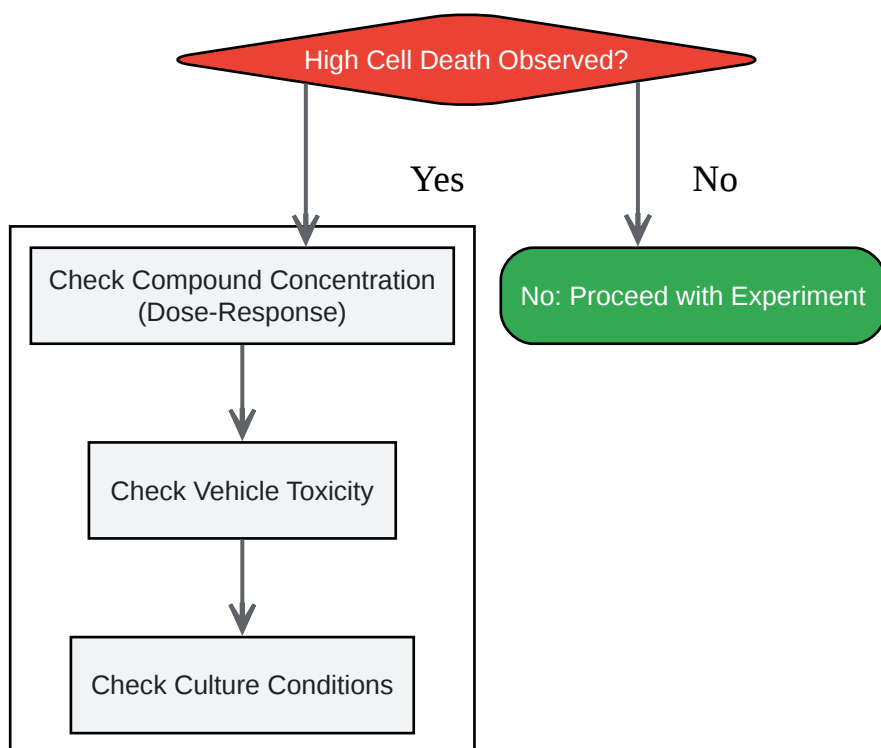 High Cell Death Observed?
Yes
No
Check Compound Concentration
(Dose-Response)
No: Proceed with Experiment
Check Vehicle Toxicity
Check Culture Conditions